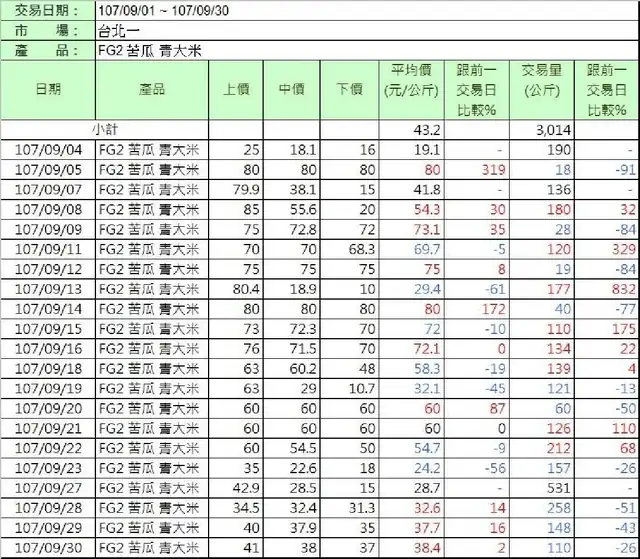 交易日期： 107/09/01 ~ 107/09/30
市　場： 台北一
產　品： FG2 苦瓜 青大米
日期 產品 上價 中價 下價 平均價(元/公斤) 跟前一交易日比較% 交易量(公斤) 跟前一交易日比較%
小計 43.2 3,014
107/09/04 FG2 苦瓜 青大米 25 18.1 16 19.1 - 190 -
107/09/05 FG2 苦瓜 青大米 80 80 80 80 319 18 -91
107/09/07 FG2 苦瓜 青大米 79.9 38.1 15 41.8 - 136 -
107/09/08 FG2 苦瓜 青大米 85 55.6 20 54.3 30 180 32
107/09/09 FG2 苦瓜 青大米 75 72.8 72 73.1 35 28 -84
107/09/11 FG2 苦瓜 青大米 70 70 68.3 69.7 -5 120 329
107/09/12 FG2 苦瓜 青大米 75 75 75 75 8 19 -84
107/09/13 FG2 苦瓜 青大米 80.4 18.9 10 29.4 -61 177 832
107/09/14 FG2 苦瓜 青大米 80 80 80 80 172 40 -77
107/09/15 FG2 苦瓜 青大米 73 72.3 70 72 -10 110 175
107/09/16 FG2 苦瓜 青大米 76 71.5 70 72.1 0 134 22
107/09/18 FG2 苦瓜 青大米 63 60.2 48 58.3 -19 139 4
107/09/19 FG2 苦瓜 青大米 63 29 10.7 32.1 -45 121 -13
107/09/20 FG2 苦瓜 青大米 60 60 60 60 87 60 -50
107/09/21 FG2 苦瓜 青大米 60 60 60 60 0 126 110
107/09/22 FG2 苦瓜 青大米 60 54.5 50 54.7 -9 212 68
107/09/23 FG2 苦瓜 青大米 35 22.6 18 24.2 -56 157 -26
107/09/27 FG2 苦瓜 青大米 42.9 28.5 15 28.7 - 531 -
107/09/28 FG2 苦瓜 青大米 34.5 32.4 31.3 32.6 14 258 -51
107/09/29 FG2 苦瓜 青大米 40 37.9 35 37.7 16 148 -43
107/09/30 FG2 苦瓜 青大米 41 38 37 38.4 2 110 -26